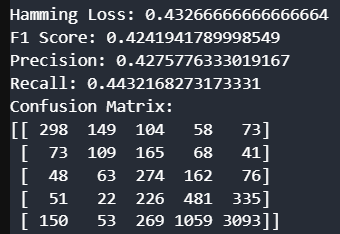 Hamming Loss: 0.43266666666666664
F1 Score: 0.4241941789998549
Precision: 0.4275776333019167
Recall: 0.4432168273173331
Confusion Matrix:
[[ 298  149  104   58   73]
 [  73  109  165   68   41]
 [  48   63  274  162   76]
 [  51   22  226  481  335]
 [ 150   53  269 1059 3093]]